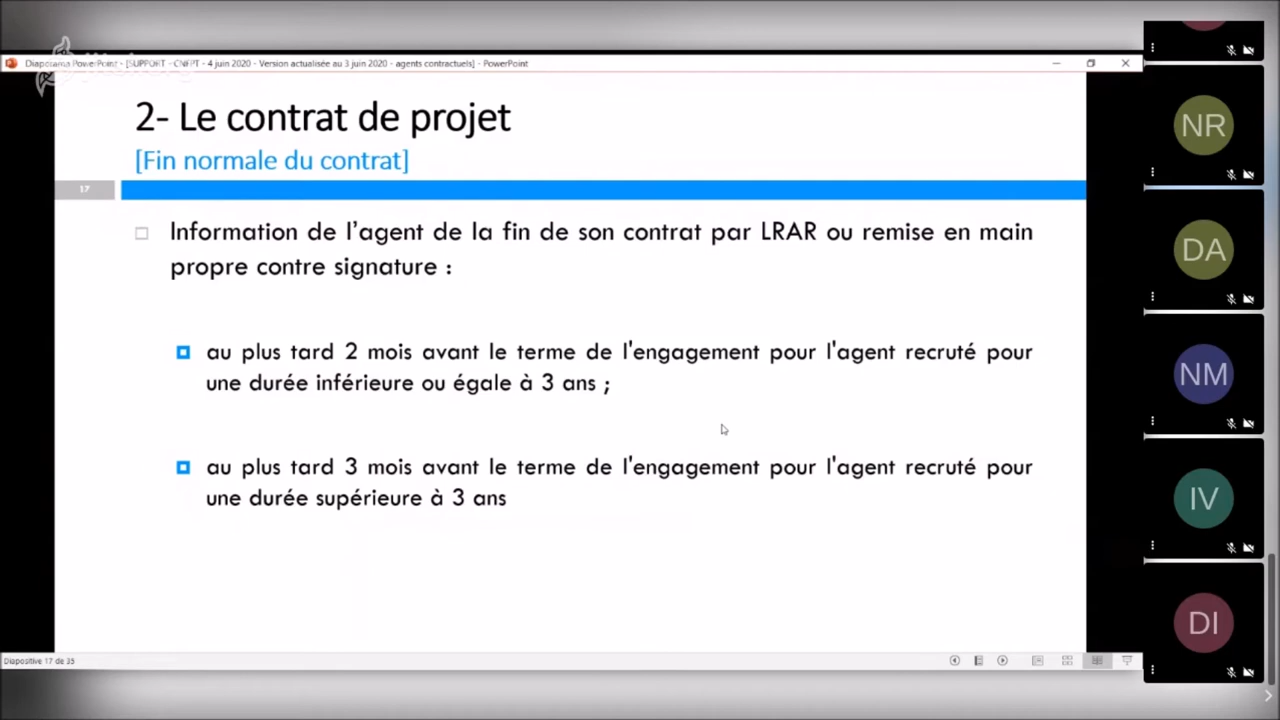 Diaporama PowerPoint - [SUPPORT - CNFPT - 4 juin 2020 - Version actualisée au 3 juin 2020 - agents contractuels] - PowerPoint
2- Le contrat de projet
[Fin normale du contrat]
17
Information de l’agent de la fin de son contrat par LRAR ou remise en main
propre contre signature :
au plus tard 2 mois avant le terme de l'engagement pour l'agent recruté pour
une durée inférieure ou égale à 3 ans ;
au plus tard 3 mois avant le terme de l'engagement pour l'agent recruté pour
une durée supérieure à 3 ans
Diapositive 17 de 35
NR
DA
NM
IV
DI